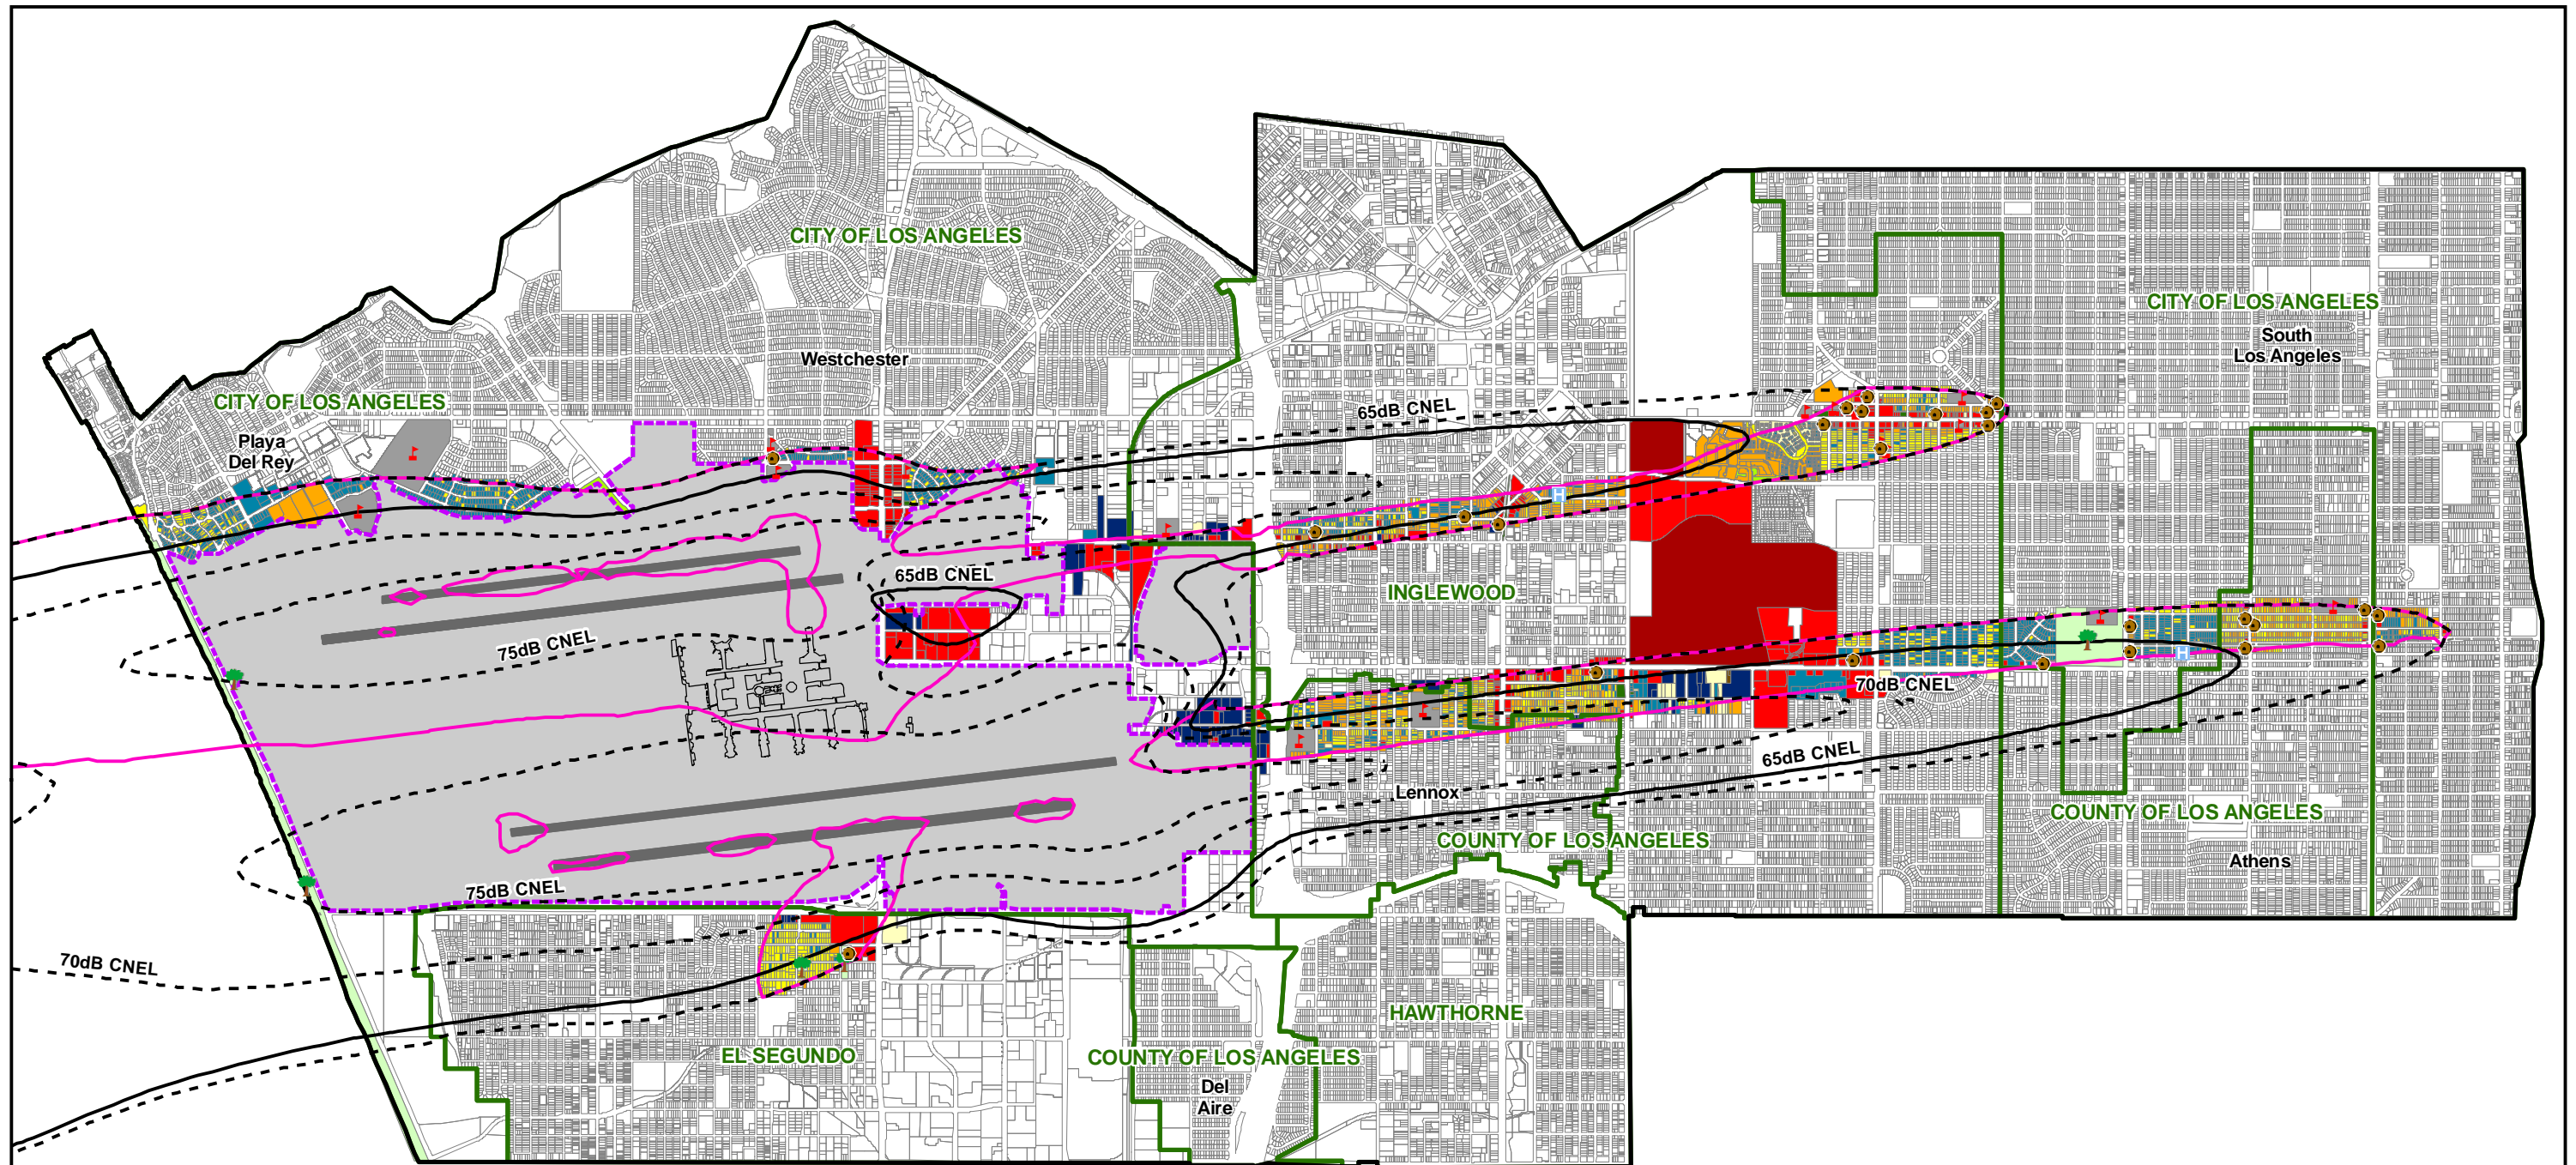 CITY OF LOS ANGELES
CITY OF LOS ANGELES
South
Los Angeles
Westchester
CITY OF LOS ANGELES
65dB CNEL
Playa
Del Rey
H
65dB CNEL
INGLEWOOD
75dB CNEL
H
70dB CNEL
65dB CNEL
Lennox
COUNTY OF LOS ANGELES
COUNTY OF LOS ANGELES
Athens
75dB CNEL
70dB CNEL
HAWTHORNE
EL SEGUNDO
COUNTY OF LOS ANGELES
Del
Aire